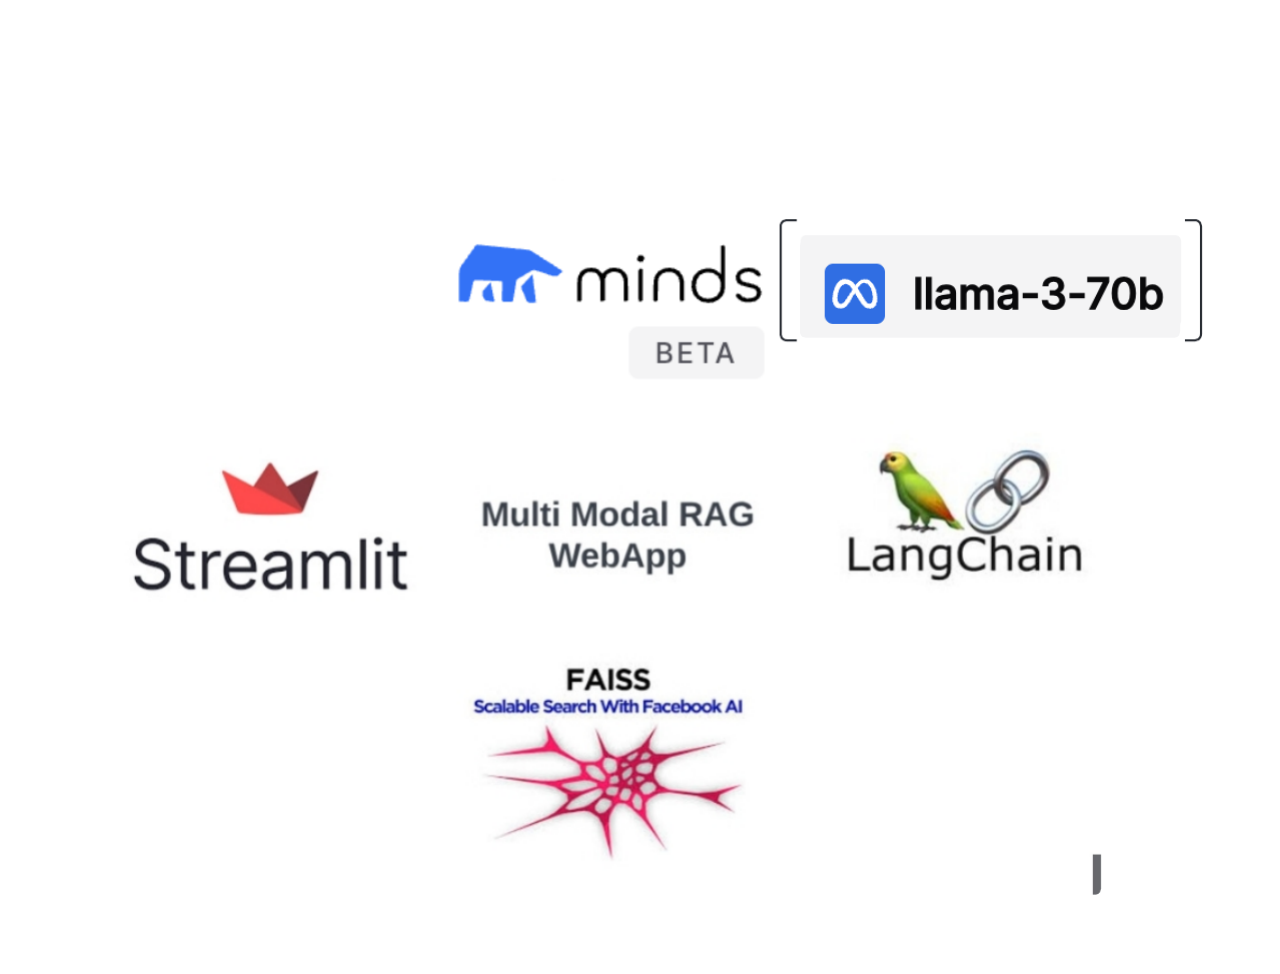 minds
BETA
llama-3-70b
Streamlit
Multi Modal RAG
WebApp
LangChain
FAISS
Scalable Search With Facebook AI